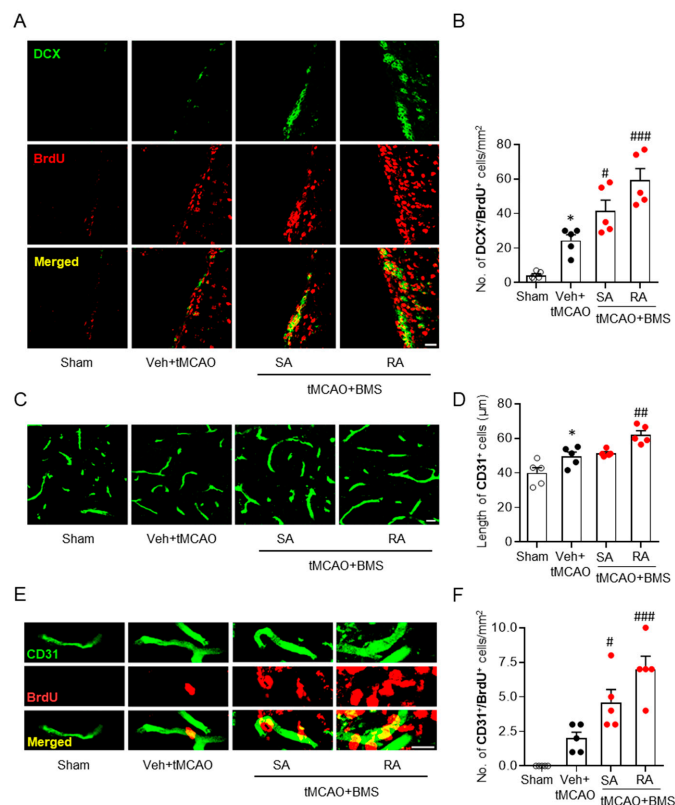 A
DCX
BrdU
Merged
Sham
Veh+tMCAO
SA
RA
tMCAO+BMS
B
No. of DCX⁺/BrdU⁺ cells/mm²
80
60
40
20
0
*
#
###
Sham
Veh+
tMCAO
SA
RA
tMCAO+BMS
C
Sham
Veh+tMCAO
SA
RA
tMCAO+BMS
D
Length of CD31⁺ cells (µm)
80
60
40
20
0
*
##
Sham
Veh+
tMCAO
SA
RA
tMCAO+BMS
E
CD31
BrdU
Merged
Sham
Veh+tMCAO
SA
RA
tMCAO+BMS
F
No. of CD31⁺/BrdU⁺ cells/mm²
10.0
7.5
5.0
2.5
0.0
#
###
Sham
Veh+
tMCAO
SA
RA
tMCAO+BMS